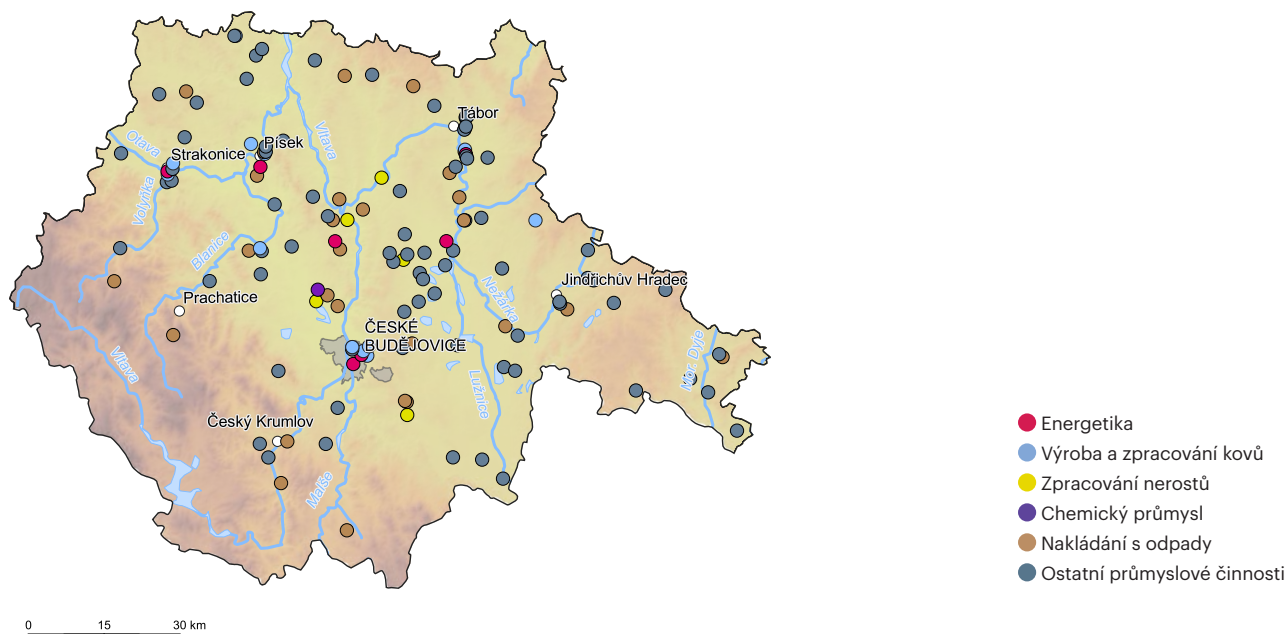 Tábor
Otava
Strakonice
Písek
Vltava
Volyňka
Blanice
Prachatice
Nežárka
Jindřichův Hradec
ČESKÉ
BUDĚJOVICE
Vltava
Lužnice
Mor. Dyje
Český Krumlov
Malše
Energetika
Výroba a zpracování kovů
Zpracování nerostů
Chemický průmysl
Nakládání s odpady
Ostatní průmyslové činnosti
0 15 30 km